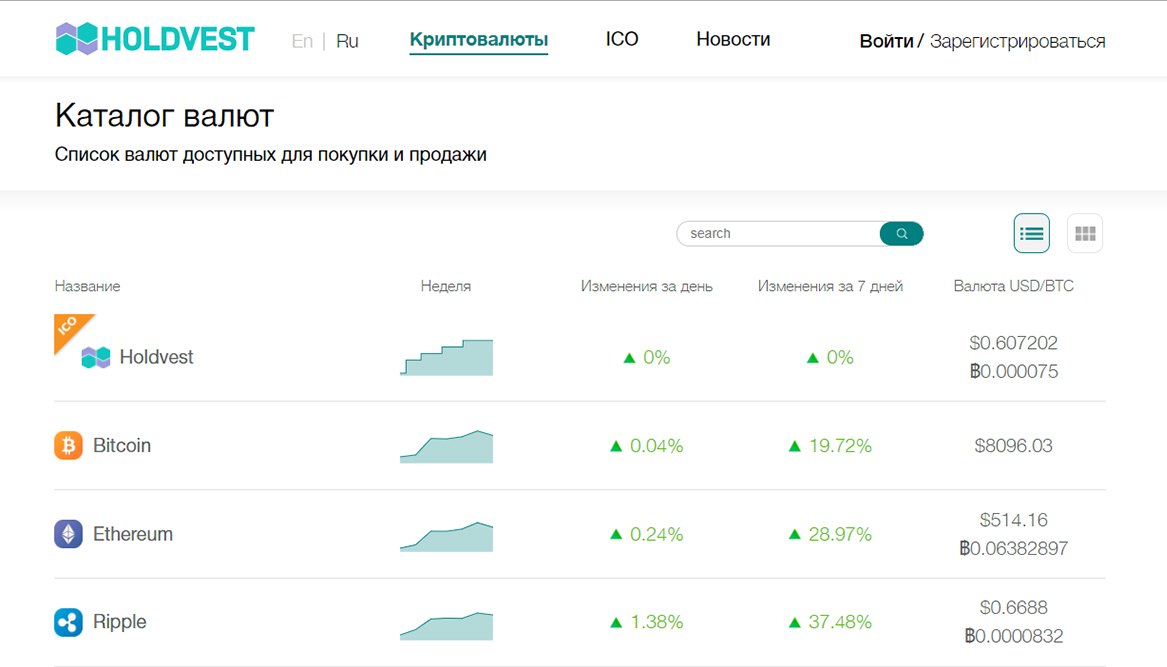 HOLDVEST En | Ru Криптовалюты ICO Новости Войти / Зарегистрироваться
Каталог валют
Список валют доступных для покупки и продажи
search
Название Неделя Изменения за день Изменения за 7 дней Валюта USD/BTC
ICO
Holdvest ▲ 0% ▲ 0% $0.607202
฿0.000075
Bitcoin ▲ 0.04% ▲ 19.72% $8096.03
Ethereum ▲ 0.24% ▲ 28.97% $514.16
฿0.06382897
Ripple ▲ 1.38% ▲ 37.48% $0.6688
฿0.0000832